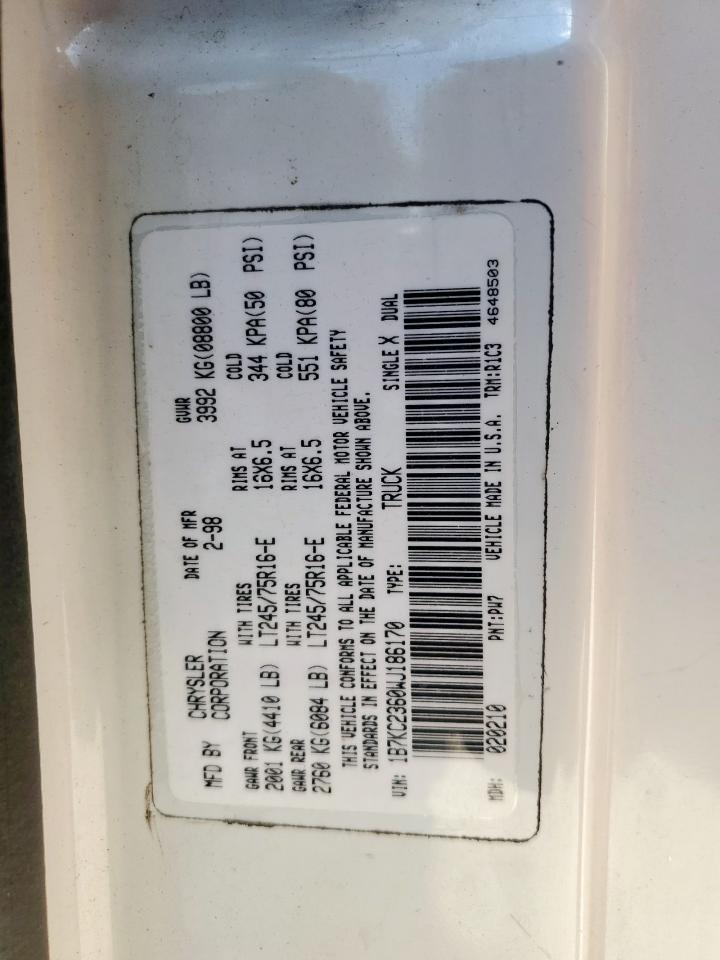 MFD BY CHRYSLER CORPORATION DATE OF MFR 2-98 GVWR 3992 KG(08800 LB)
GAWR FRONT WITH TIRES RIMS AT COLD
2001 KG(4410 LB) LT245/75R16-E 16X6.5 344 KPA(50 PSI)
GAWR REAR WITH TIRES RIMS AT COLD
2760 KG(6084 LB) LT245/75R16-E 16X6.5 551 KPA(80 PSI)
THIS VEHICLE CONFORMS TO ALL APPLICABLE FEDERAL MOTOR VEHICLE SAFETY
STANDARDS IN EFFECT ON THE DATE OF MANUFACTURE SHOWN ABOVE.
VIN: 1B7KC2360WJ186170 TYPE: TRUCK SINGLE X DUAL
MDH: 020210 PNT:PW7 VEHICLE MADE IN U.S.A. TRM:R1C3 4648503